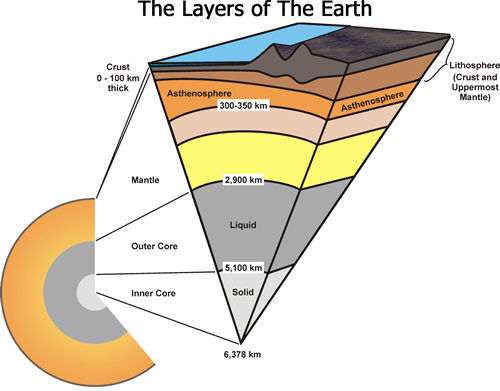 The Layers of The Earth
Crust
0 - 100 km
thick
Lithosphere
(Crust and
Uppermost
Mantle)
Asthenosphere
300-350 km
Asthenosphere
Mantle
2,900 km
Liquid
Outer Core
5,100 km
Inner Core
Solid
6,378 km